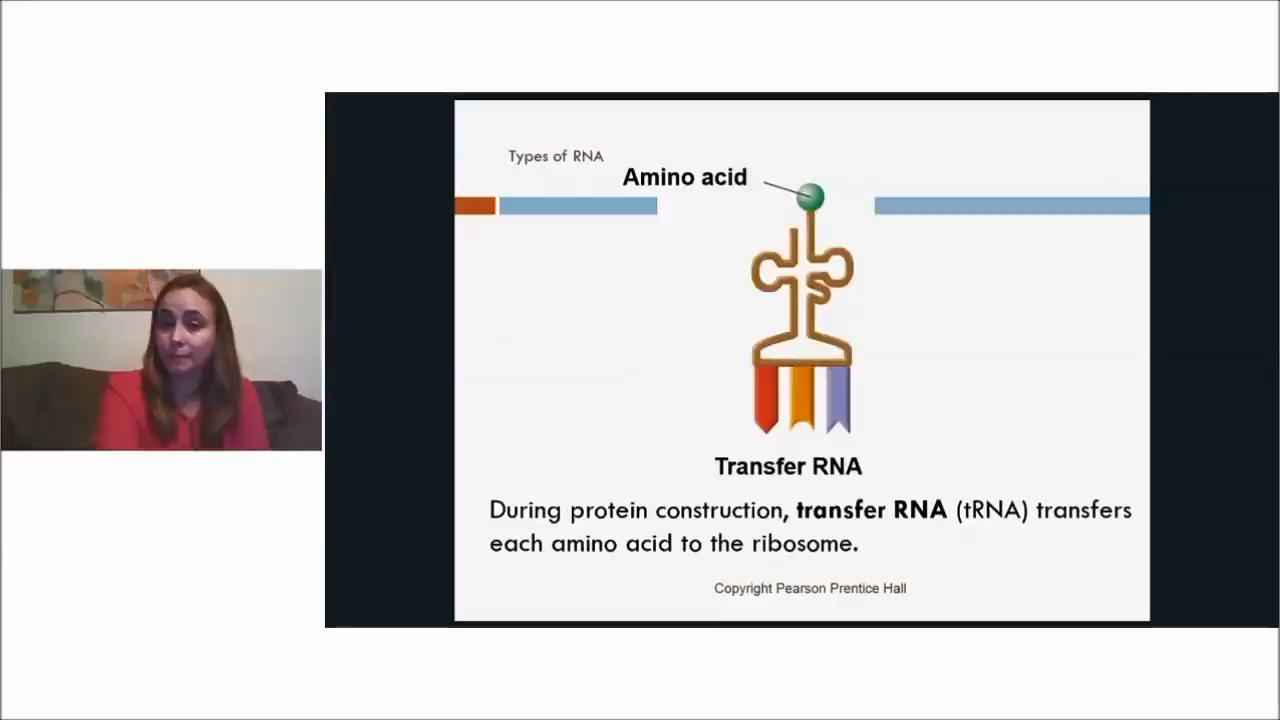 Types of RNA
Amino acid
Transfer RNA
During protein construction, transfer RNA (tRNA) transfers
each amino acid to the ribosome.
Copyright Pearson Prentice Hall